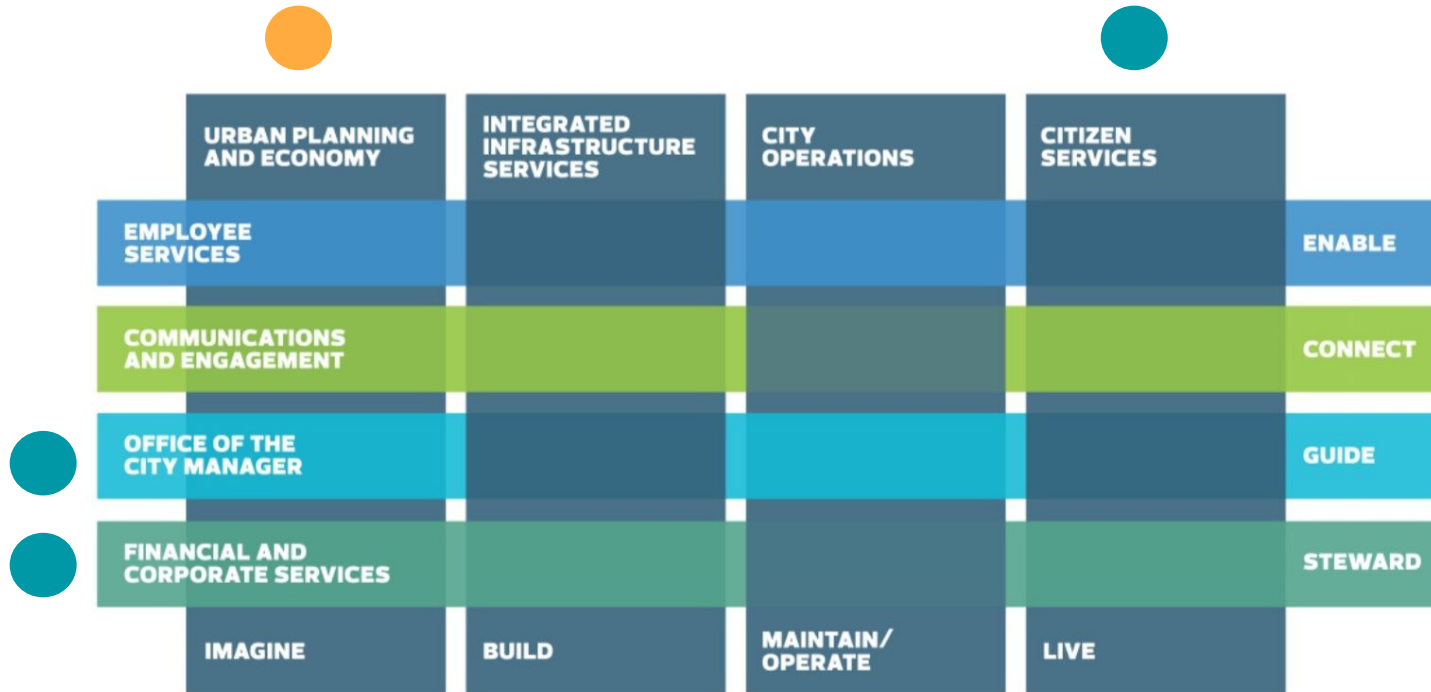 URBAN PLANNING
AND ECONOMY
INTEGRATED
INFRASTRUCTURE
SERVICES
CITY
OPERATIONS
CITIZEN
SERVICES
EMPLOYEE
SERVICES
ENABLE
COMMUNICATIONS
AND ENGAGEMENT
CONNECT
OFFICE OF THE
CITY MANAGER
GUIDE
FINANCIAL AND
CORPORATE SERVICES
STEWARD
IMAGINE
BUILD
MAINTAIN/
OPERATE
LIVE